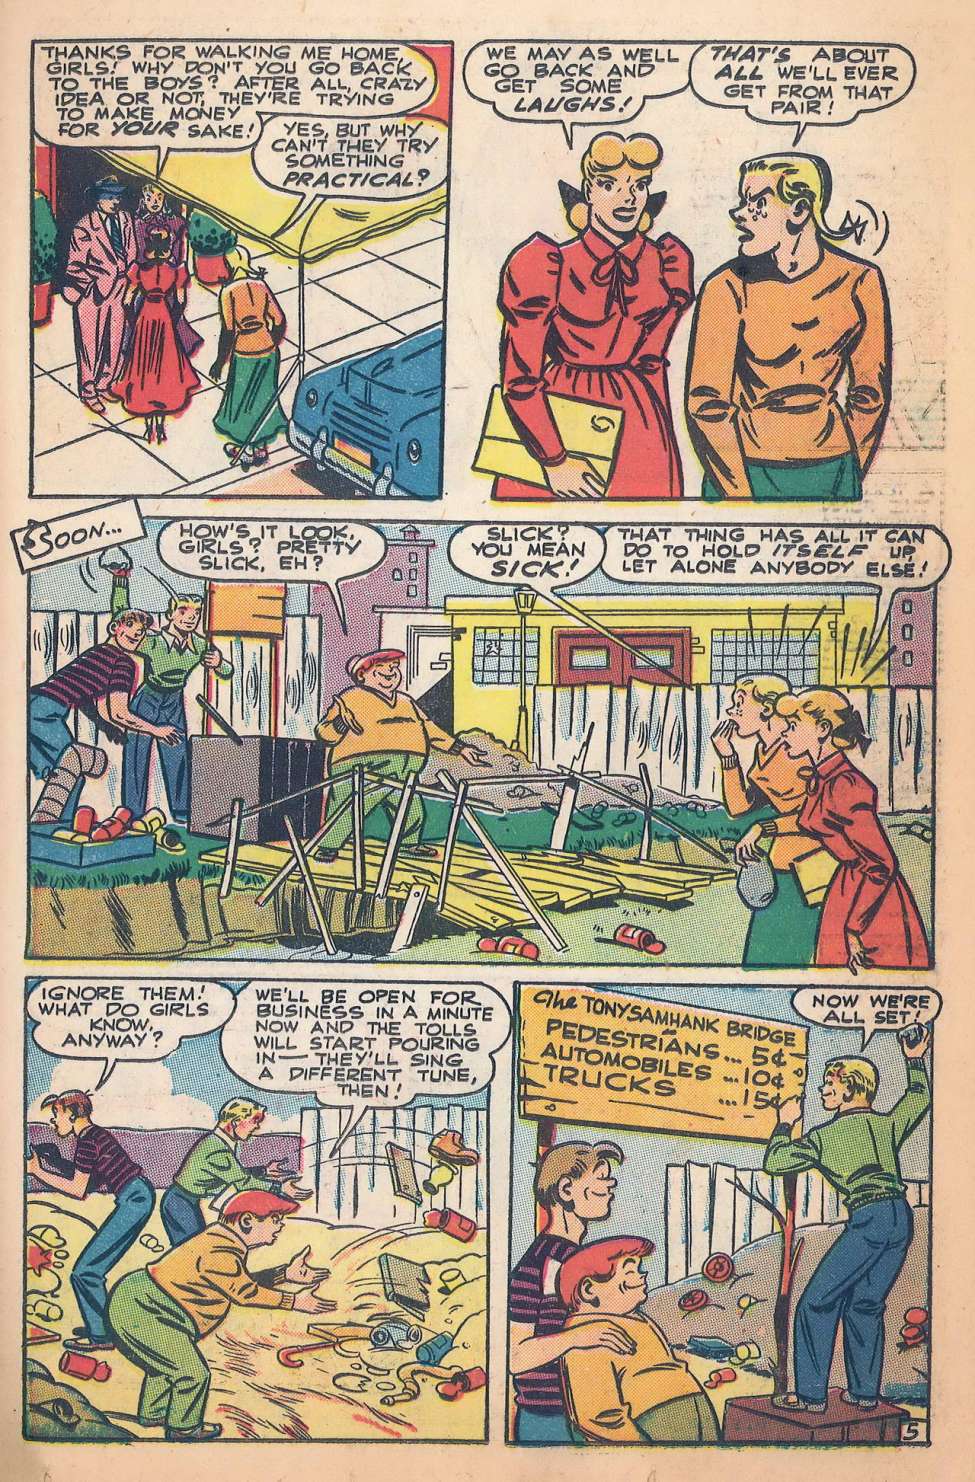 THANKS FOR WALKING ME HOME,
GIRLS! WHY DON'T YOU GO BACK
TO THE BOYS? AFTER ALL, CRAZY
IDEA OR NOT, THEY'RE TRYING
TO MAKE MONEY
FOR YOUR SAKE!
YES, BUT WHY
CAN'T THEY TRY
SOMETHING
PRACTICAL?
WE MAY AS WELL
GO BACK AND
GET SOME
LAUGHS!
THAT'S ABOUT
ALL WE'LL EVER
GET FROM THAT
PAIR!
SOON...
HOW'S IT LOOK,
GIRLS? PRETTY
SLICK, EH?
SLICK?
YOU MEAN
SICK!
THAT THING HAS ALL IT CAN
DO TO HOLD ITSELF UP,
LET ALONE ANYBODY ELSE!
IGNORE THEM!
WHAT DO GIRLS
KNOW,
ANYWAY?
WE'LL BE OPEN FOR
BUSINESS IN A MINUTE
NOW AND THE TOLLS
WILL START POURING
IN — THEY'LL SING
A DIFFERENT TUNE,
THEN!
The TONYSAMHANK BRIDGE
PEDESTRIANS... 5¢
AUTOMOBILES ...10¢
TRUCKS ...15¢
NOW WE'RE
ALL SET!
5